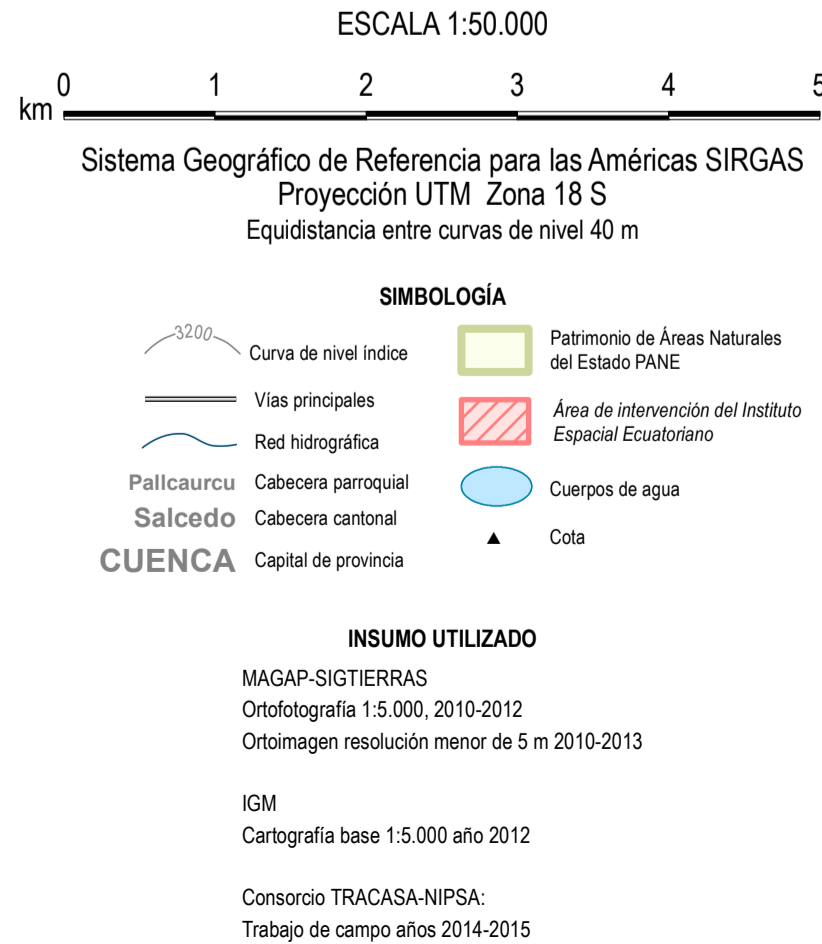 ESCALA 1:50.000
0 1 2 3 4 5
km
Sistema Geográfico de Referencia para las Américas SIRGAS
Proyección UTM Zona 18 S
Equidistancia entre curvas de nivel 40 m
SIMBOLOGÍA
3200
Curva de nivel índice
Vías principales
Red hidrográfica
Pallcaurcu Cabecera parroquial
Salcedo Cabecera cantonal
CUENCA Capital de provincia
Patrimonio de Áreas Naturales
del Estado PANE
Área de intervención del Instituto
Espacial Ecuatoriano
Cuerpos de agua
Cota
INSUMO UTILIZADO
MAGAP-SIGTIERRAS
Ortofotografía 1:5.000, 2010-2012
Ortoimagen resolución menor de 5 m 2010-2013
IGM
Cartografía base 1:5.000 año 2012
Consorcio TRACASA-NIPSA:
Trabajo de campo años 2014-2015